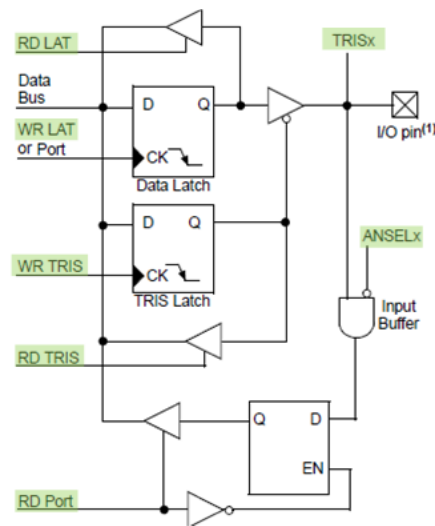 RD LAT
TRISx
Data
Bus
D
Q
I/O pin(1)
WR LAT
or Port
CK
Data Latch
D
Q
ANSELx
WR TRIS
CK
TRIS Latch
Input
Buffer
RD TRIS
Q
D
EN
RD Port